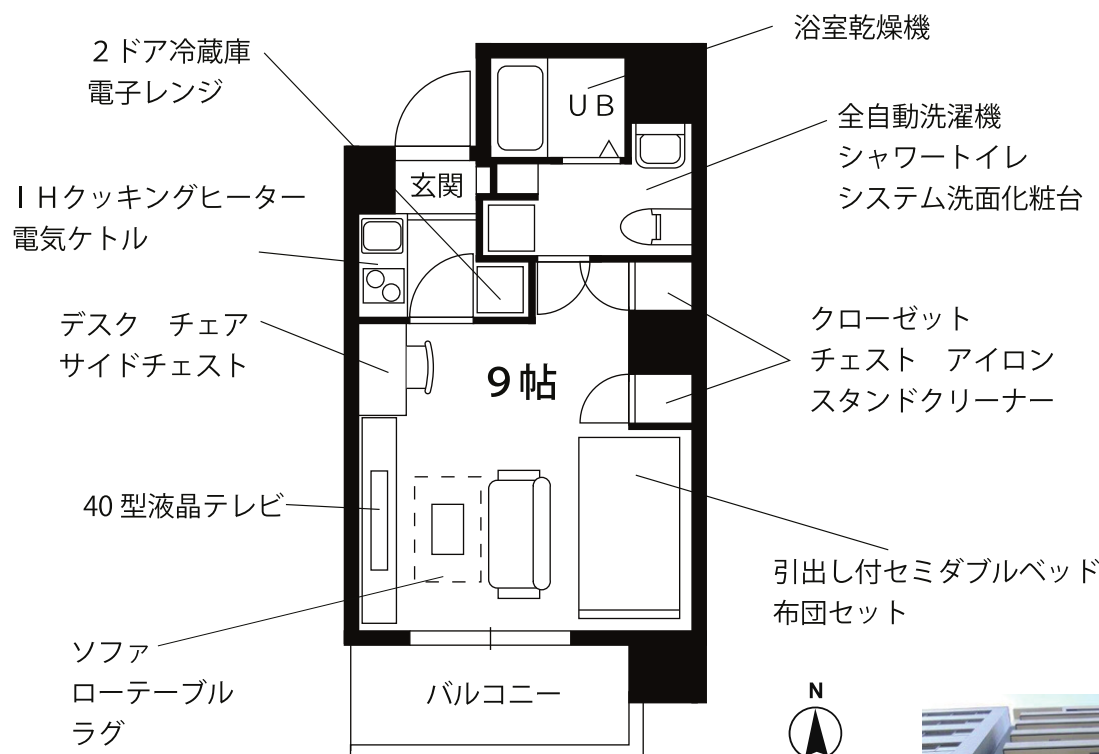 浴室乾燥機
２ドア冷蔵庫
電子レンジ
ＵＢ
全自動洗濯機
シャワートイレ
システム洗面化粧台
玄関
ＩＨクッキングヒーター
電気ケトル
デスク　チェア
サイドチェスト
クローゼット
チェスト　アイロン
スタンドクリーナー
９帖
40 型液晶テレビ
引出し付セミダブルベッド
布団セット
ソファ
ローテーブル
ラグ
バルコニー
N